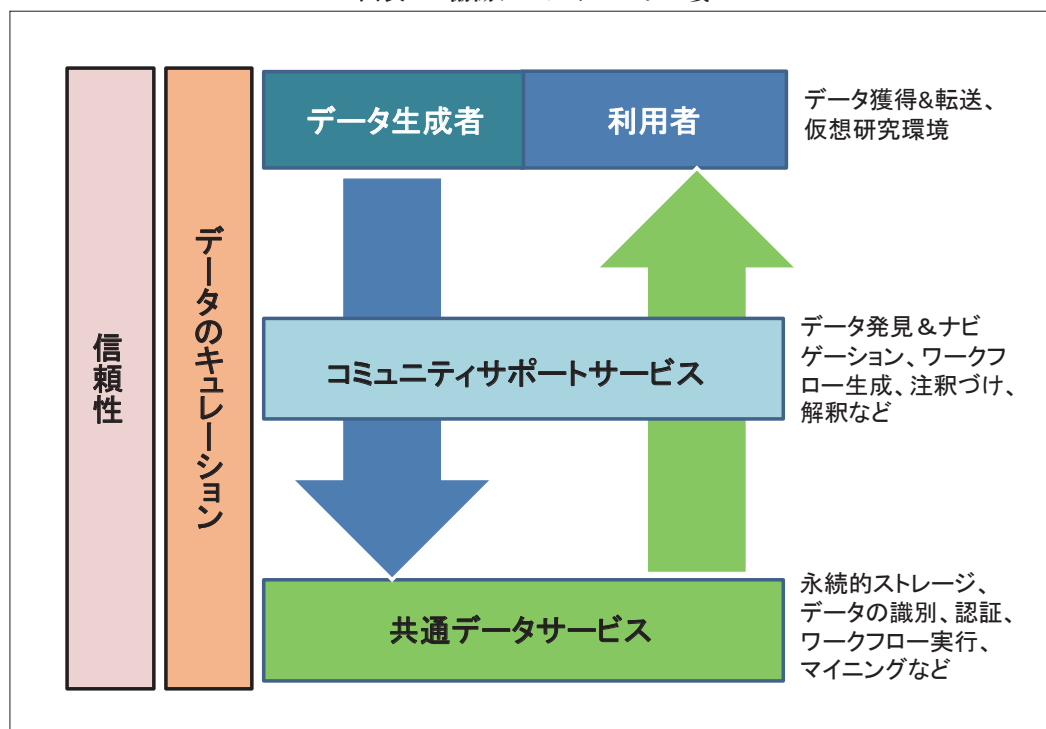 データ生成者
利用者
データ獲得&転送、
仮想研究環境
信頼性
データのキュレーション
コミュニティサポートサービス
データ発見&ナビ
ゲーション、ワークフ
ロー生成、注釈づけ、
解釈など
共通データサービス
永続的ストレージ、
データの識別、認証、
ワークフロー実行、
マイニングなど